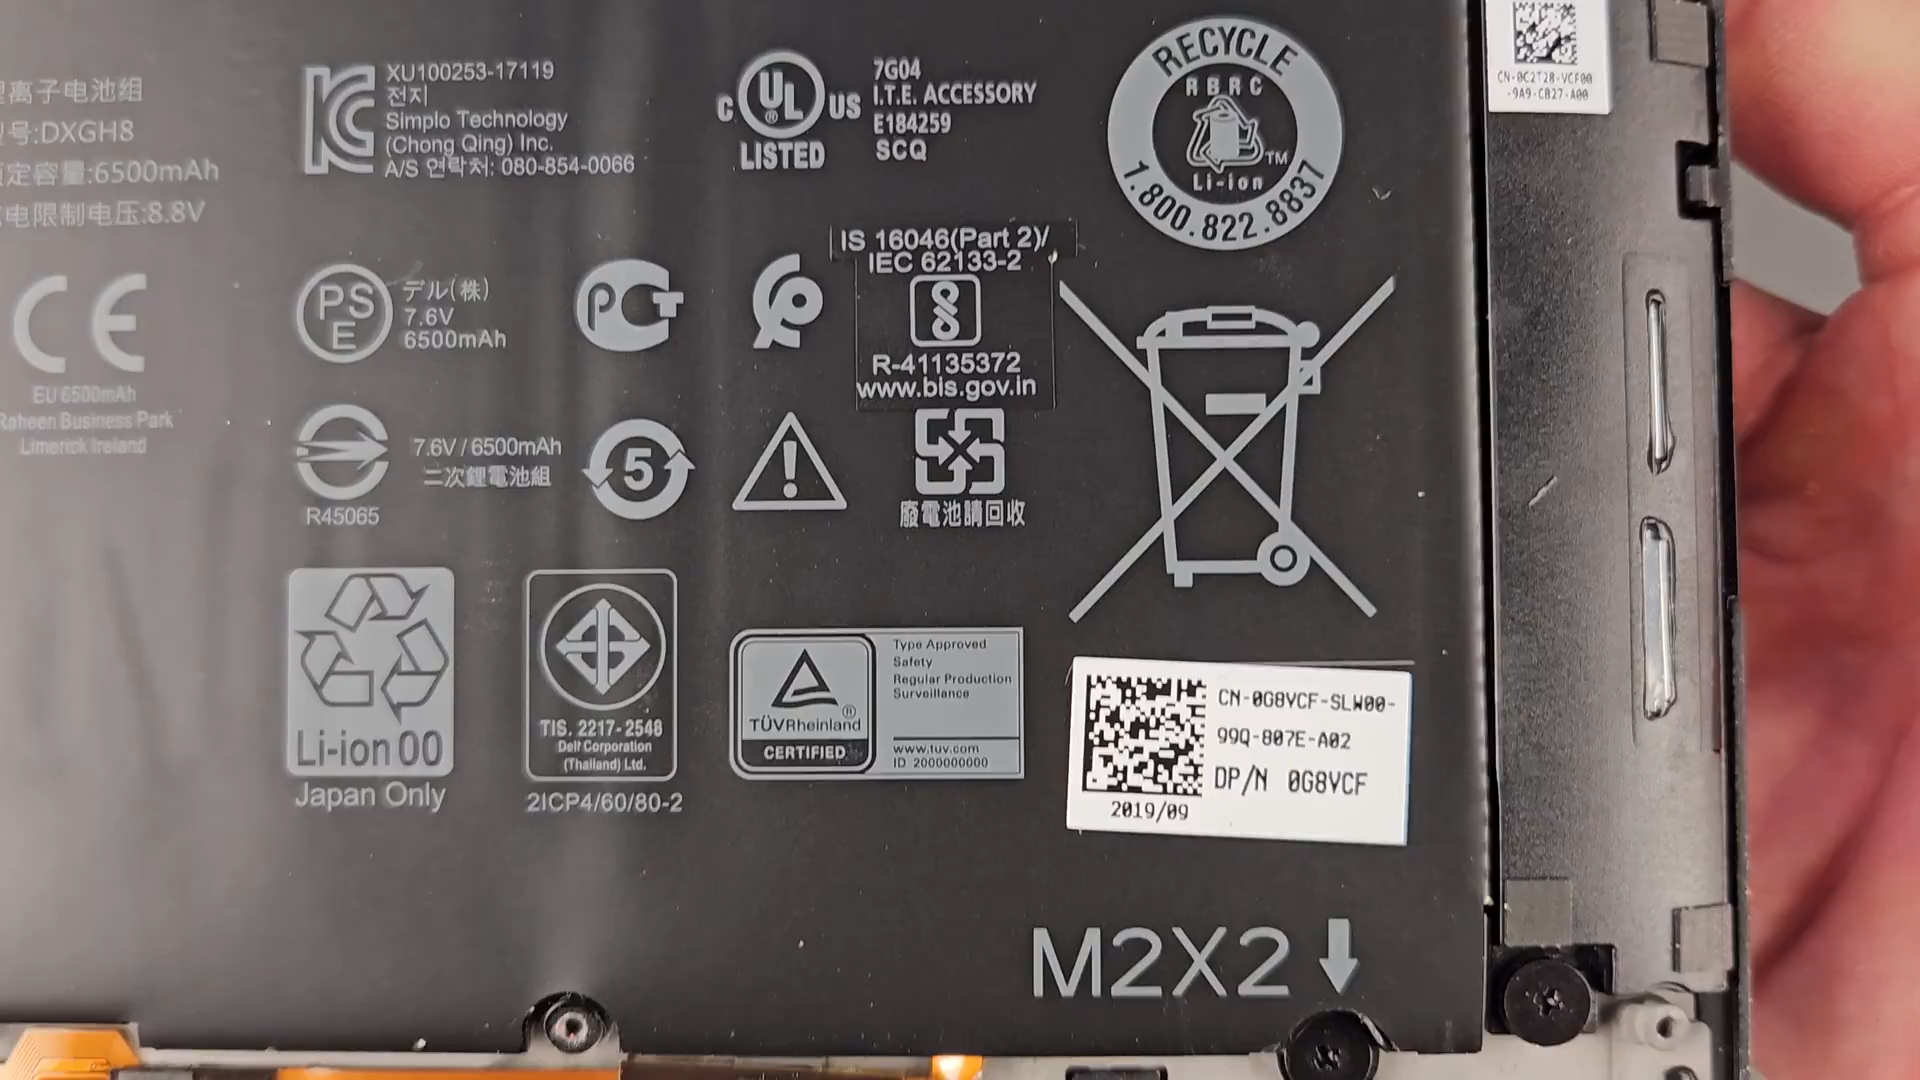 离子电池组
号:DXGH8
定容量:6500mAh
电限制电压:8.8V
XU100253-17119
전지
Simplo Technology
(Chong Qing) Inc.
A/S 연락처: 080-854-0066
C UL US
®
LISTED
7G04
I.T.E. ACCESSORY
E184259
SCQ
RECYCLE
RBRC
TM
Li-ion
1.800.822.8837
CN-0C2T28-VCF00
-9A9-CB27-A00
CE
EU 6500mAh
Raheen Business Park
Limerick Ireland
PS
E
デル(株)
7.6V
6500mAh
IS 16046(Part 2)/
IEC 62133-2
R-41135372
www.bis.gov.in
R45065
7.6V / 6500mAh
二次鋰電池組
5
廢電池請回收
Li-ion 00
Japan Only
TIS. 2217-2548
Dell Corporation
(Thailand) Ltd.
2ICP4/60/80-2
TÜVRheinland
®
CERTIFIED
Type Approved
Safety
Regular Production
Surveillance
www.tuv.com
ID 2000000000
CN-0G8VCF-SLW00-
99Q-807E-A02
DP/N 0G8VCF
2019/09
M2X2